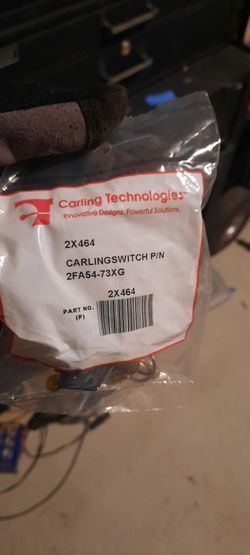 Carling Technologies
Innovative Designs, Powerful Solutions.
2X464
CARLINGSWITCH P/N
2FA54-73XG
2X464
PART NO.
(P)